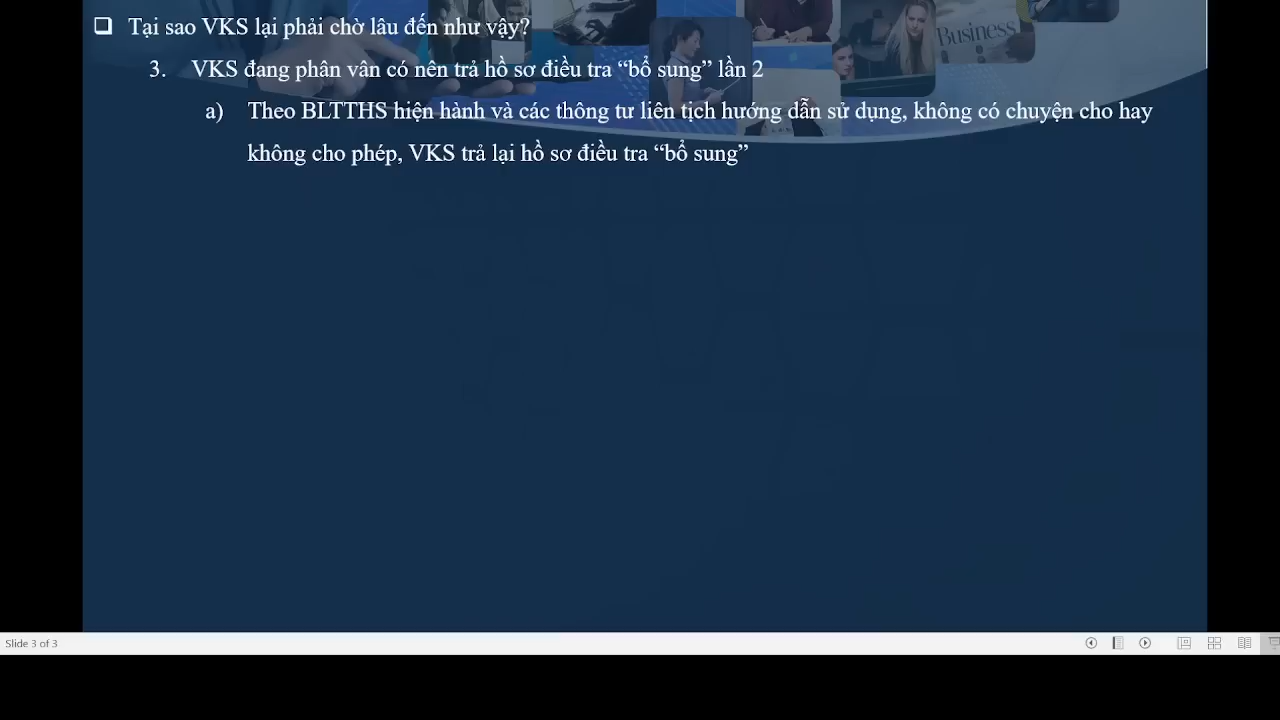 ❑ Tại sao VKS lại phải chờ lâu đến như vậy?
3. VKS đang phân vân có nên trả hồ sơ điều tra “bổ sung” lần 2
a) Theo BLTTHS hiện hành và các thông tư liên tịch hướng dẫn sử dụng, không có chuyện cho hay
không cho phép, VKS trả lại hồ sơ điều tra “bổ sung”
Business
Slide 3 of 3